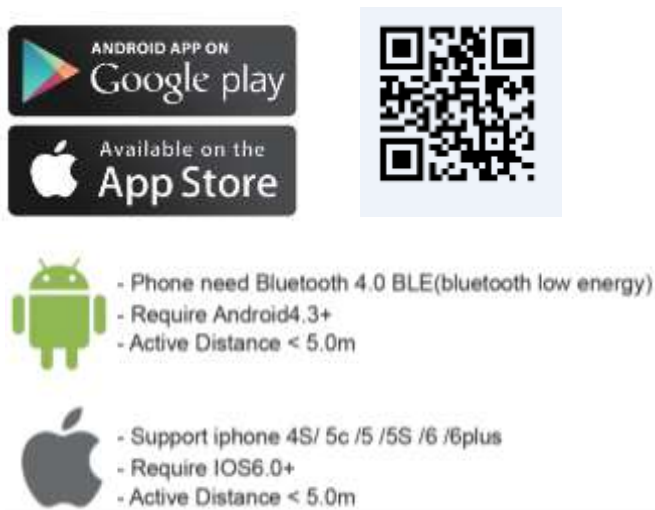 ANDROID APP ON
Google play
Available on the
App Store
- Phone need Bluetooth 4.0 BLE(bluetooth low energy)
- Require Android4.3+
- Active Distance < 5.0m
- Support iphone 4S/ 5c /5 /5S /6 /6plus
- Require IOS6.0+
- Active Distance < 5.0m